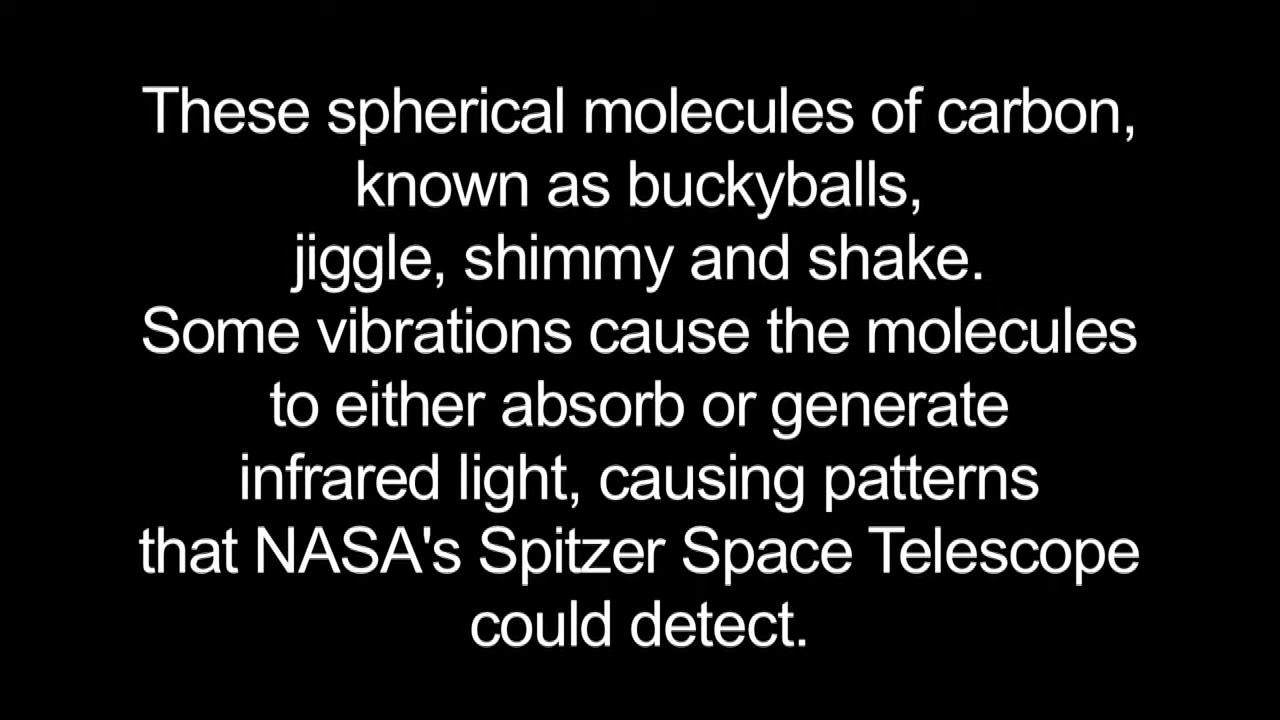 These spherical molecules of carbon,
known as buckyballs,
jiggle, shimmy and shake.
Some vibrations cause the molecules
to either absorb or generate
infrared light, causing patterns
that NASA's Spitzer Space Telescope
could detect.